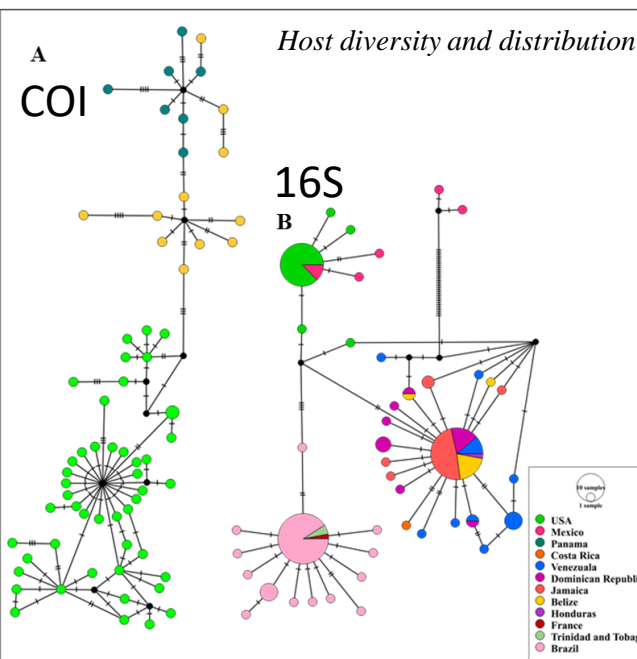 Host diversity and distribution
A
COI
16S
B
10 samples
1 sample
USA
Mexico
Panama
Costa Rica
Venezuala
Dominican Republi
Jamaica
Belize
Honduras
France
Trinidad and Tobag
Brazil